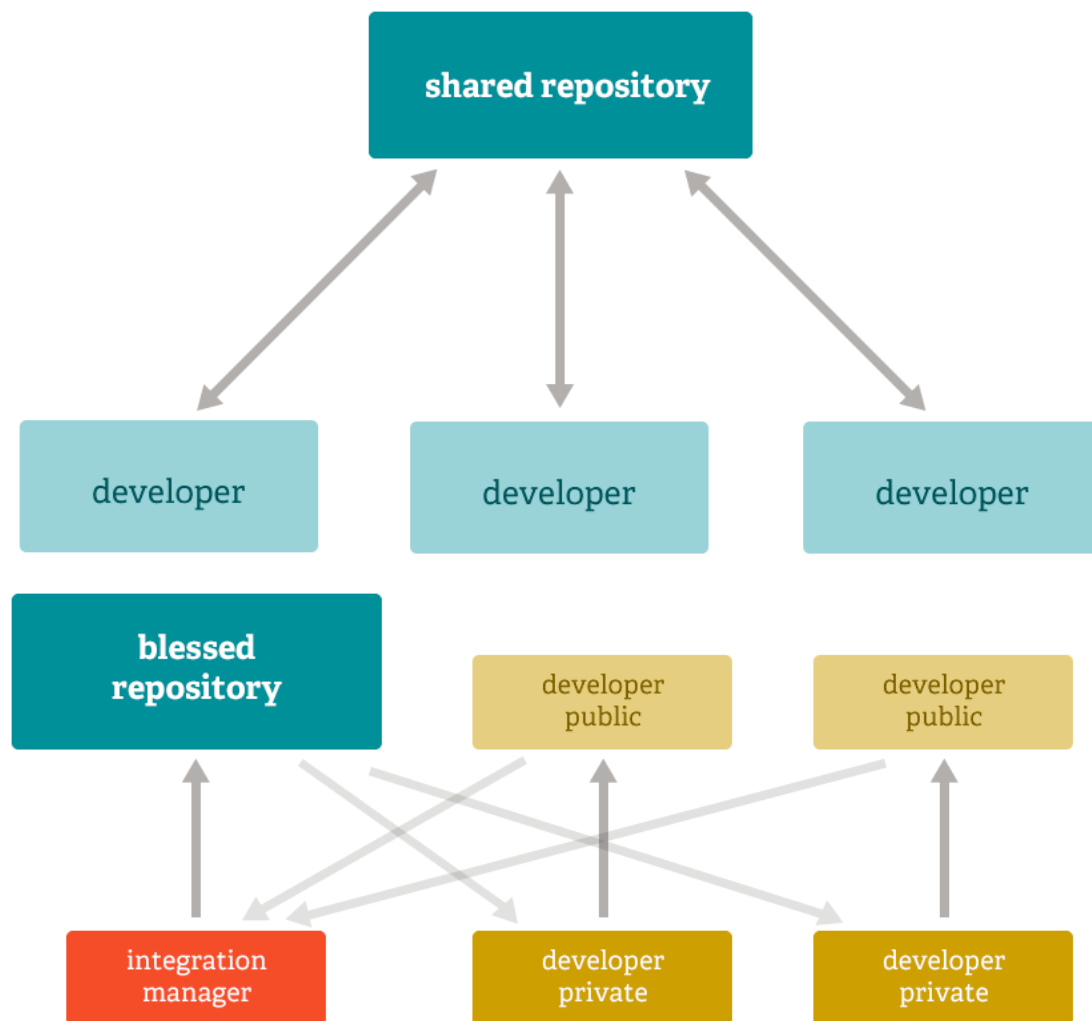 shared repository
developer
developer
developer
blessed
repository
developer
public
developer
public
integration
manager
developer
private
developer
private